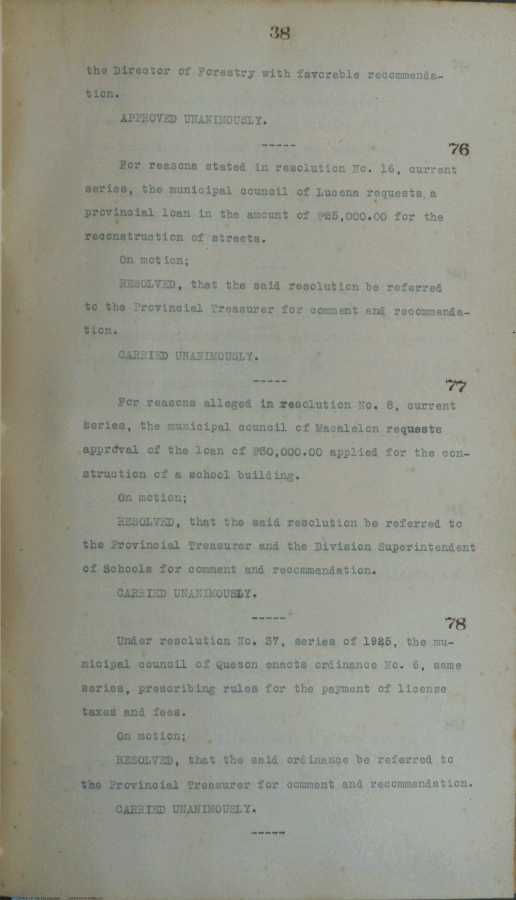 38
the Director of Forestry with favorable recommenda-
tion.
APPROVED UNANIMOUSLY.
-----
76
For reasons stated in resolution No. 16, current
series, the municipal council of Lucena requests a
provincial loan in the amount of ₱25,000.00 for the
reconstruction of streets.
On motion;
RESOLVED, that the said resolution be referred
to the Provincial Treasurer for comment and recommenda-
tion.
CARRIED UNANIMOUSLY.
-----
77
For reasons alleged in resolution No. 8, current
series, the municipal council of Macalelon requests
approval of the loan of ₱30,000.00 applied for the con-
struction of a school building.
On motion;
RESOLVED, that the said resolution be referred to
the Provincial Treasurer and the Division Superintendent
of Schools for comment and recommendation.
CARRIED UNANIMOUSLY.
-----
78
Under resolution No. 37, series of 1925, the mu-
nicipal council of Quezon enacts ordinance No. 6, same
series, prescribing rules for the payment of license
taxes and fees.
On motion;
RESOLVED, that the said ordinance be referred to
the Provincial Treasurer for comment and recommendation.
CARRIED UNANIMOUSLY.
-----